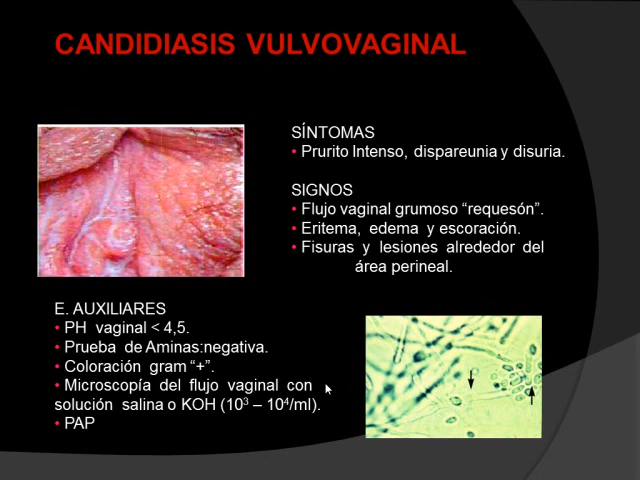 CANDIDIASIS VULVOVAGINAL
SÍNTOMAS
• Prurito Intenso, dispareunia y disuria.
SIGNOS
• Flujo vaginal grumoso “requesón”.
• Eritema, edema y escoración.
• Fisuras y lesiones alrededor del
área perineal.
E. AUXILIARES
• PH vaginal < 4,5.
• Prueba de Aminas:negativa.
• Coloración gram “+”.
• Microscopía del flujo vaginal con
solución salina o KOH (10³ – 10⁴/ml).
• PAP